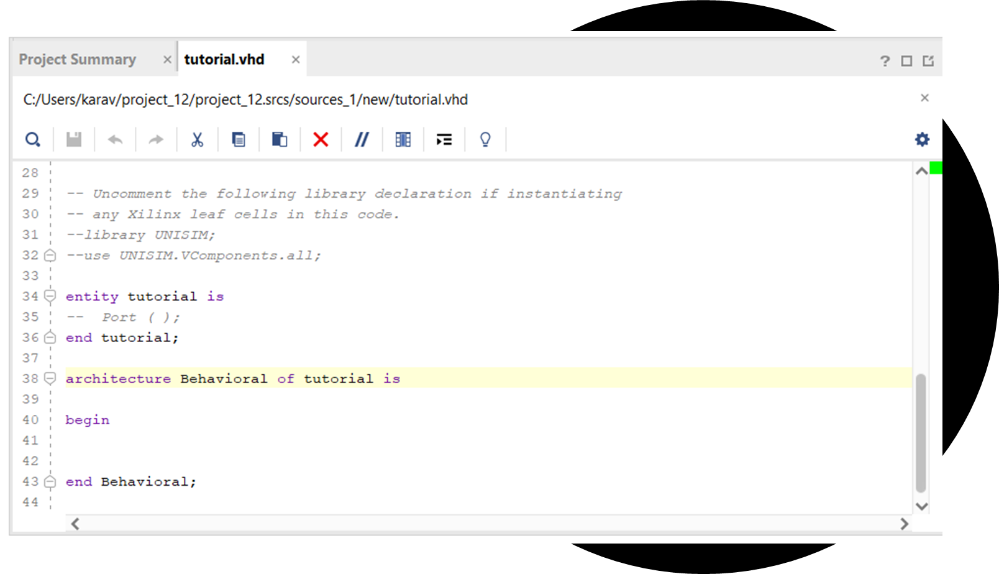 Project Summary × tutorial.vhd ×
C:/Users/karav/project_12/project_12.srcs/sources_1/new/tutorial.vhd
28
29 -- Uncomment the following library declaration if instantiating
30 -- any Xilinx leaf cells in this code.
31 --library UNISIM;
32 --use UNISIM.VComponents.all;
33
34 entity tutorial is
35 --  Port ( );
36 end tutorial;
37
38 architecture Behavioral of tutorial is
39
40 begin
41
42
43 end Behavioral;
44